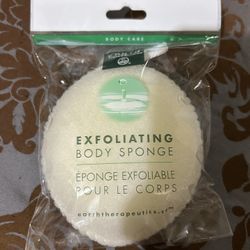 BODY CARE
EXFOLIATING
BODY SPONGE
ÉPONGE EXFOLIABLE
POUR LE CORPS
earththerapeutics.com